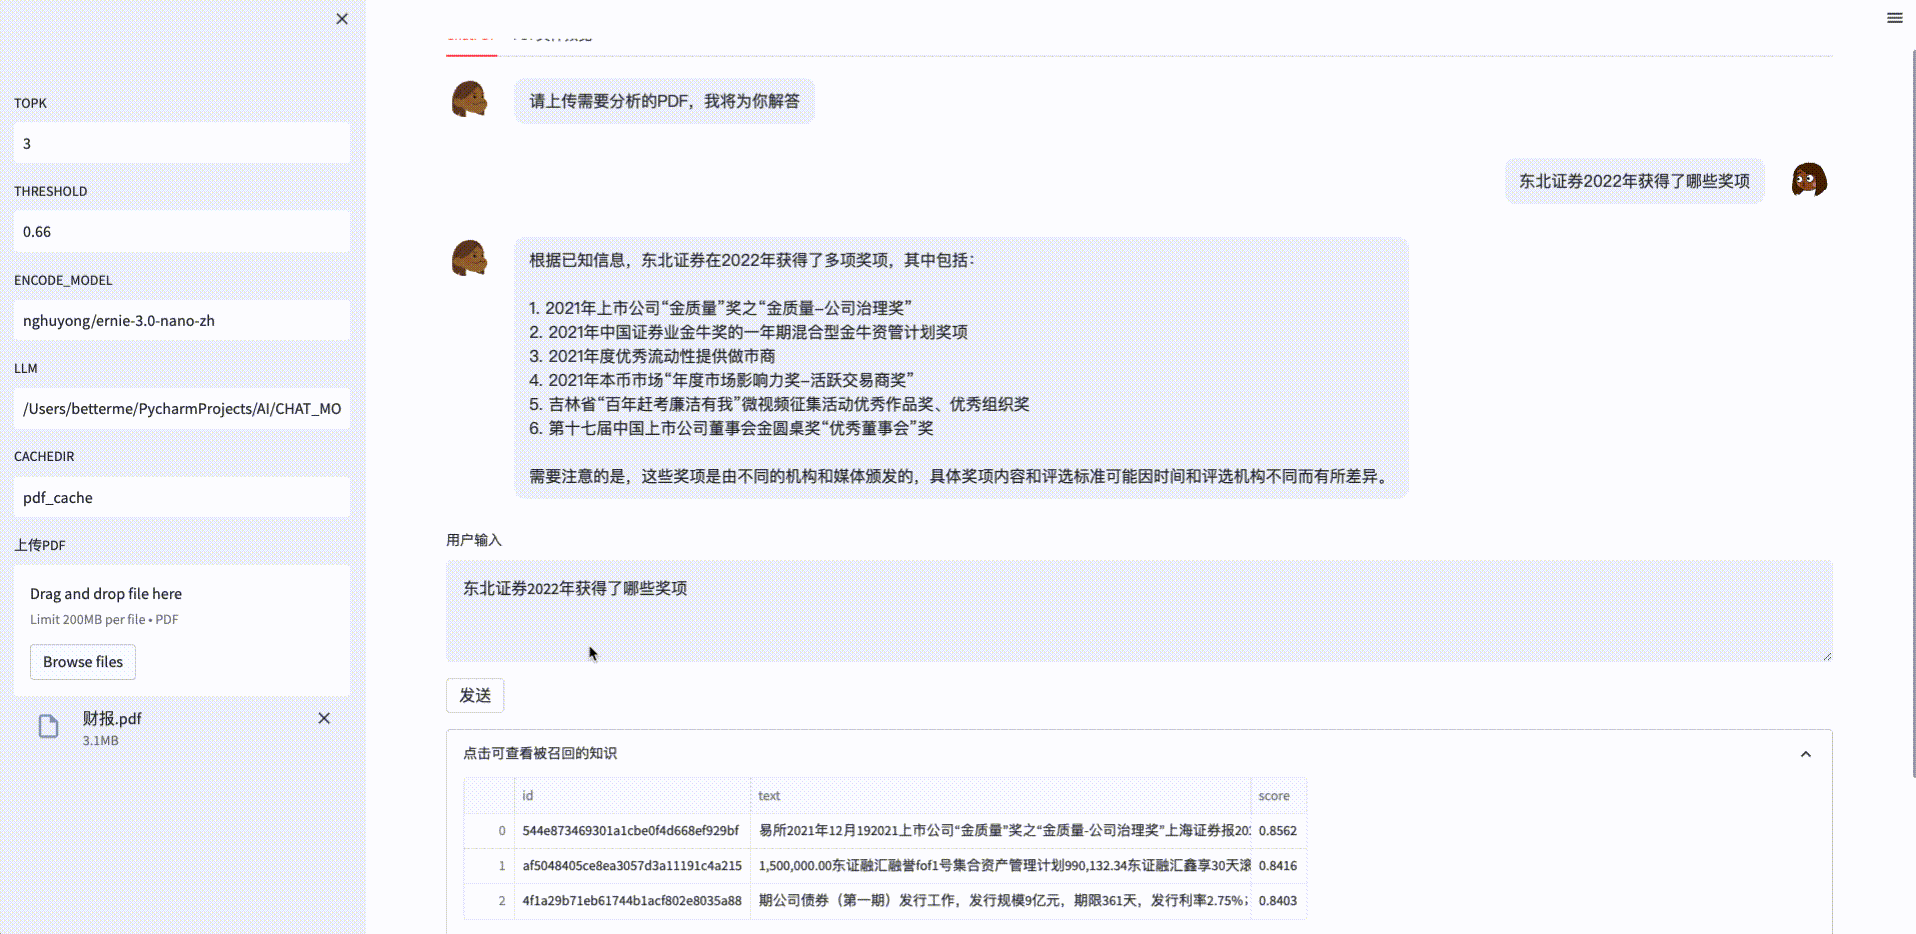 TOPK
3
THRESHOLD
0.66
ENCODE_MODEL
nghuyong/ernie-3.0-nano-zh
LLM
/Users/betterme/PycharmProjects/AI/CHAT_MO
CACHEDIR
pdf_cache
上传PDF
Drag and drop file here
Limit 200MB per file • PDF
Browse files
财报.pdf
3.1MB
请上传需要分析的PDF，我将为你解答
东北证券2022年获得了哪些奖项
根据已知信息，东北证券在2022年获得了多项奖项，其中包括：
1. 2021年上市公司“金质量”奖之“金质量-公司治理奖”
2. 2021年中国证券业金牛奖的一年期混合型金牛资管计划奖项
3. 2021年度优秀流动性提供做市商
4. 2021年本币市场“年度市场影响力奖-活跃交易商奖”
5. 吉林省“百年赶考廉洁有我”微视频征集活动优秀作品奖、优秀组织奖
6. 第十七届中国上市公司董事会金圆桌奖“优秀董事会”奖
需要注意的是，这些奖项是由不同的机构和媒体颁发的，具体奖项内容和评选标准可能因时间和评选机构不同而有所差异。
用户输入
东北证券2022年获得了哪些奖项
发送
点击可查看被召回的知识
id text score
0 544e873469301a1cbe0f4d668ef929bf 易所2021年12月192021上市公司“金质量”奖之“金质量-公司治理奖”上海证券报202 0.8562
1 af5048405ce8ea3057d3a11191c4a215 1,500,000.00东证融汇融誉fof1号集合资产管理计划990,132.34东证融汇鑫享30天滚 0.8416
2 4f1a29b71eb61744b1acf802e8035a88 期公司债券（第一期）发行工作，发行规模9亿元，期限361天，发行利率2.75%； 0.8403